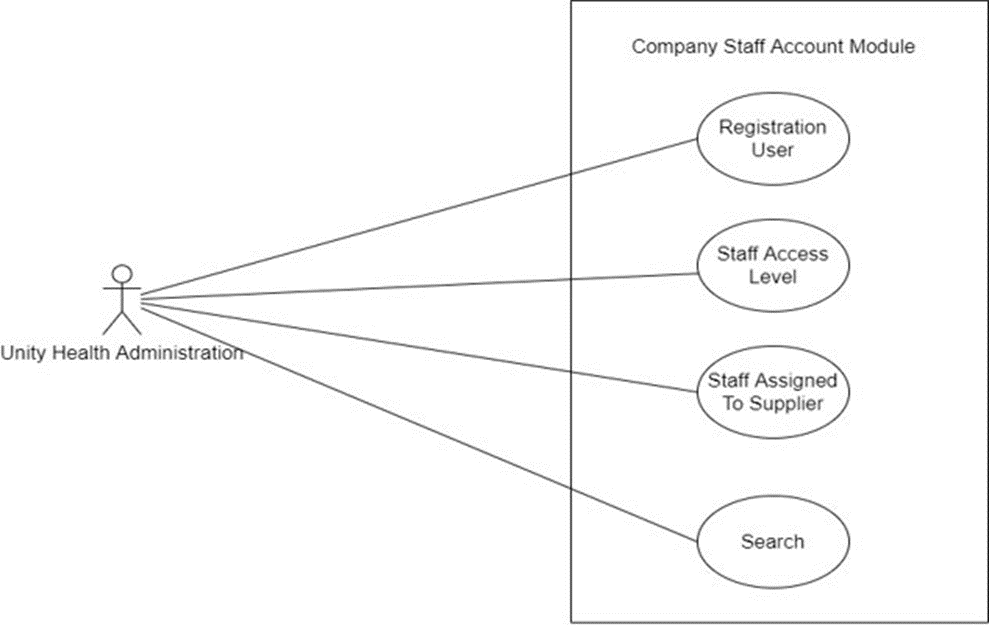 Company Staff Account Module
Registration
User
Staff Access
Level
Unity Health Administration
Staff Assigned
To Supplier
Search